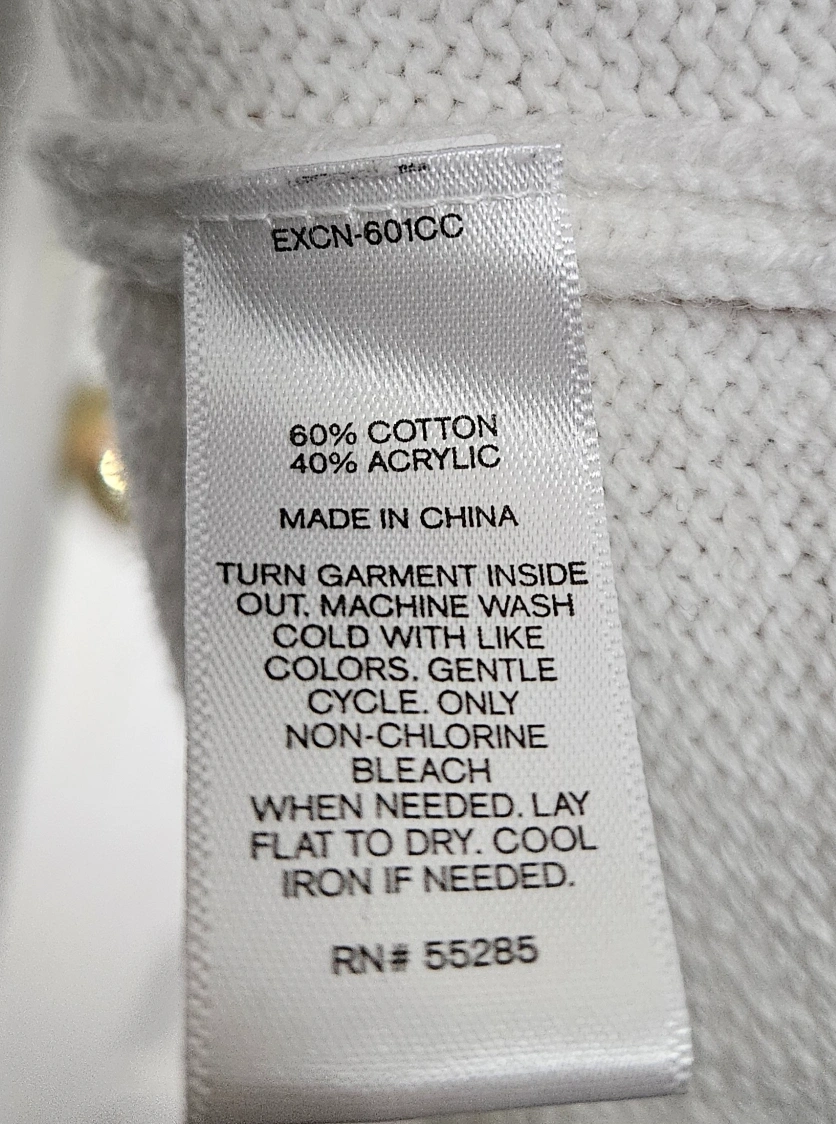 EXCN-601CC
60% COTTON
40% ACRYLIC
MADE IN CHINA
TURN GARMENT INSIDE
OUT. MACHINE WASH
COLD WITH LIKE
COLORS. GENTLE
CYCLE. ONLY
NON-CHLORINE
BLEACH
WHEN NEEDED. LAY
FLAT TO DRY. COOL
IRON IF NEEDED.
RN# 55285